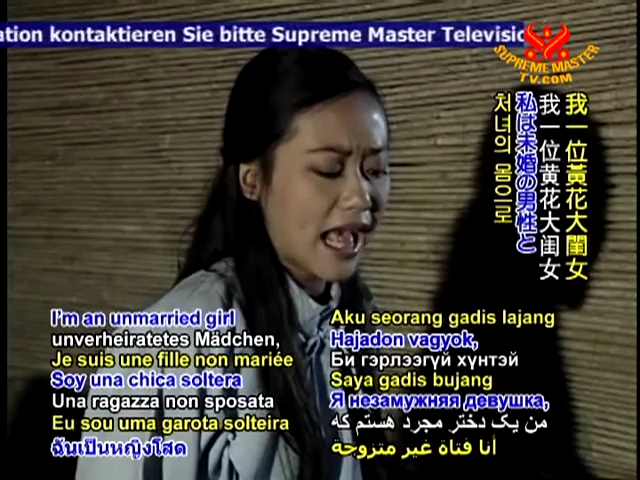 ation kontaktieren Sie bitte Supreme Master Televisio
SUPREME MASTER
TV.COM
我一位黃花大閨女
我一位黄花大闺女
私は未婚の男性と
처녀의 몸으로
I'm an unmarried girl
unverheiratetes Mädchen,
Je suis une fille non mariée
Soy una chica soltera
Una ragazza non sposata
Eu sou uma garota solteira
ฉันเป็นหญิงโสด
Aku seorang gadis lajang
Hajadon vagyok,
Би гэрлээгүй хүнтэй
Saya gadis bujang
Я незамужняя девушка,
من یک دختر مجرد هستم که
أنا فتاة غير متزوجة